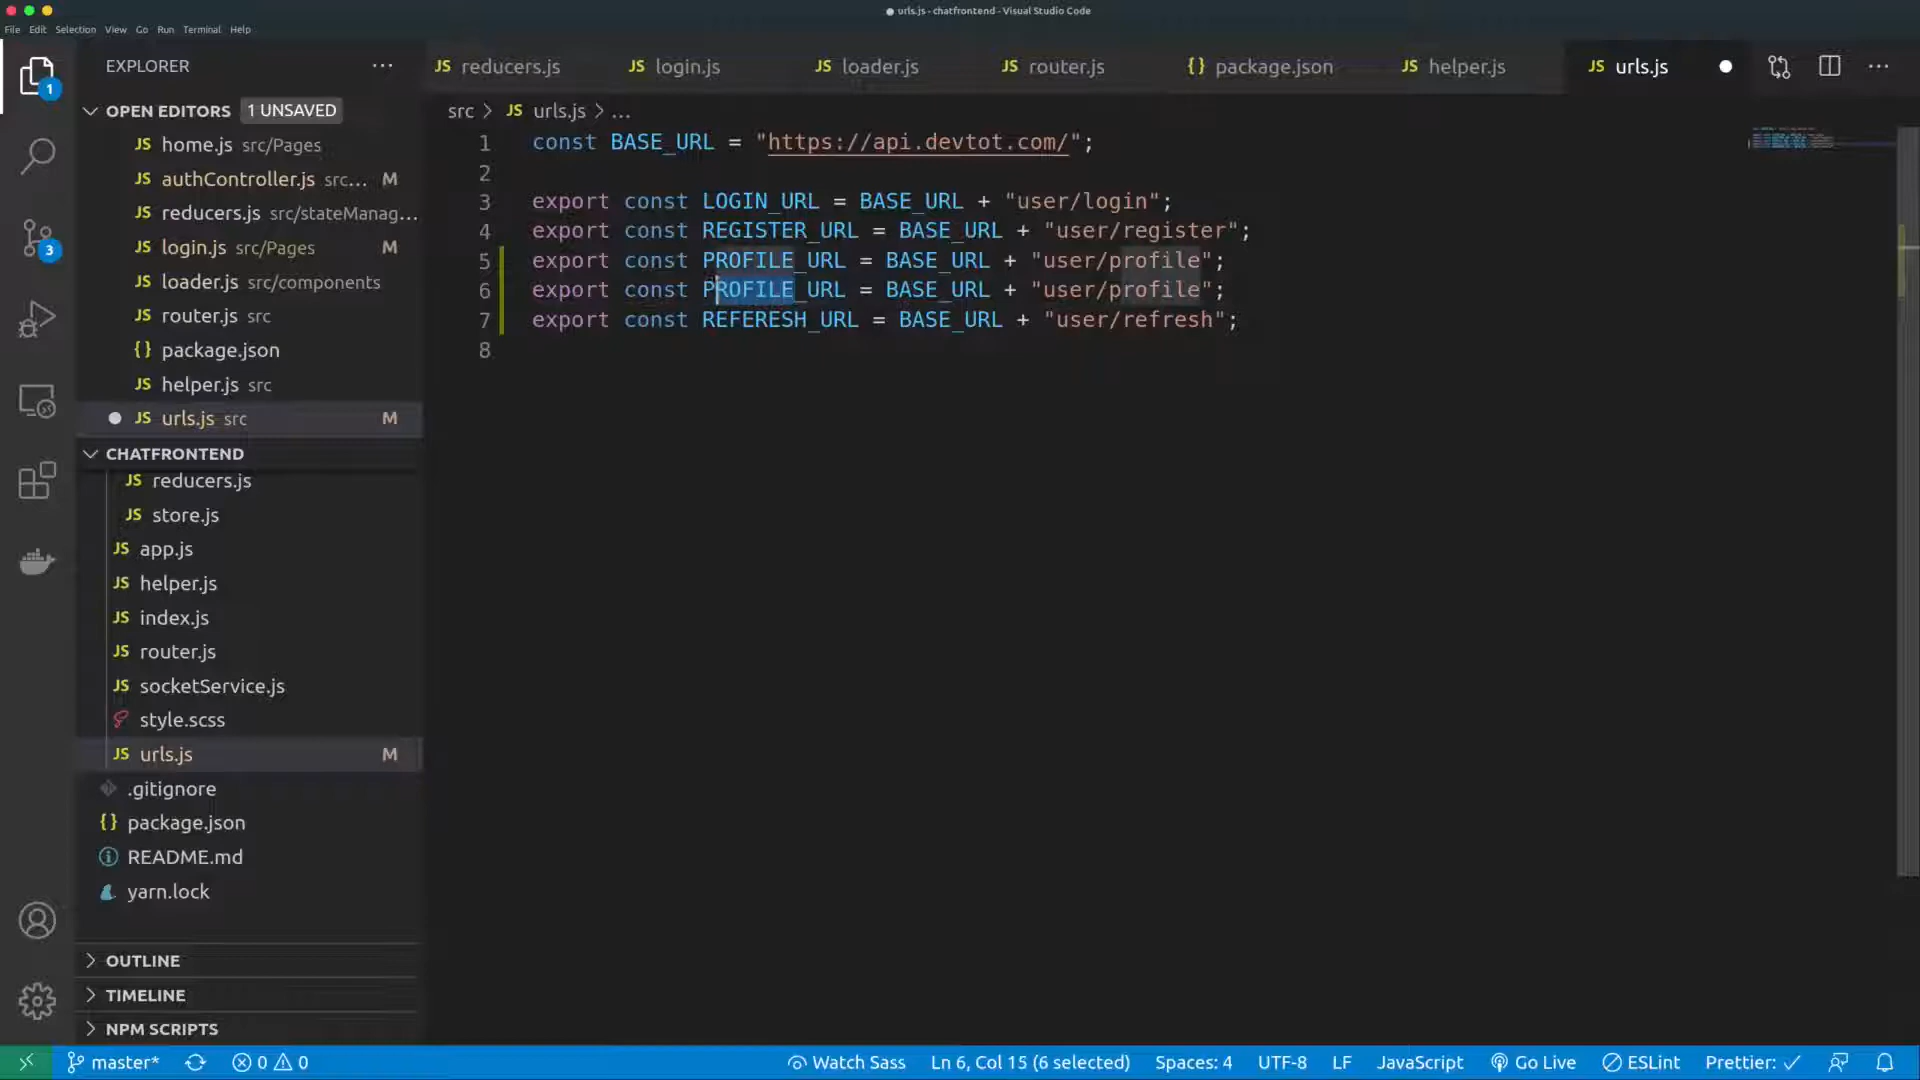 urls.js - chatfrontend - Visual Studio Code
File Edit Selection View Go Run Terminal Help
EXPLORER
OPEN EDITORS 1 UNSAVED
home.js src/Pages
JS authController.js src... M
JS reducers.js src/stateManag...
JS login.js src/Pages M
JS loader.js src/components
JS router.js src
{} package.json
JS helper.js src
JS urls.js src M
CHATFRONTEND
JS reducers.js
JS store.js
JS app.js
JS helper.js
JS index.js
JS router.js
JS socketService.js
style.scss
JS urls.js M
.gitignore
{} package.json
README.md
yarn.lock
OUTLINE
TIMELINE
NPM SCRIPTS
1
3
JS reducers.js JS login.js JS loader.js JS router.js {} package.json JS helper.js JS urls.js
src > JS urls.js > ...
1 const BASE_URL = "https://api.devtot.com/";
2
3 export const LOGIN_URL = BASE_URL + "user/login";
4 export const REGISTER_URL = BASE_URL + "user/register";
5 export const PROFILE_URL = BASE_URL + "user/profile";
6 export const PROFILE_URL = BASE_URL + "user/profile";
7 export const REFERESH_URL = BASE_URL + "user/refresh";
8
master* 0 0 Watch Sass Ln 6, Col 15 (6 selected) Spaces: 4 UTF-8 LF JavaScript Go Live ESLint Prettier: ✓